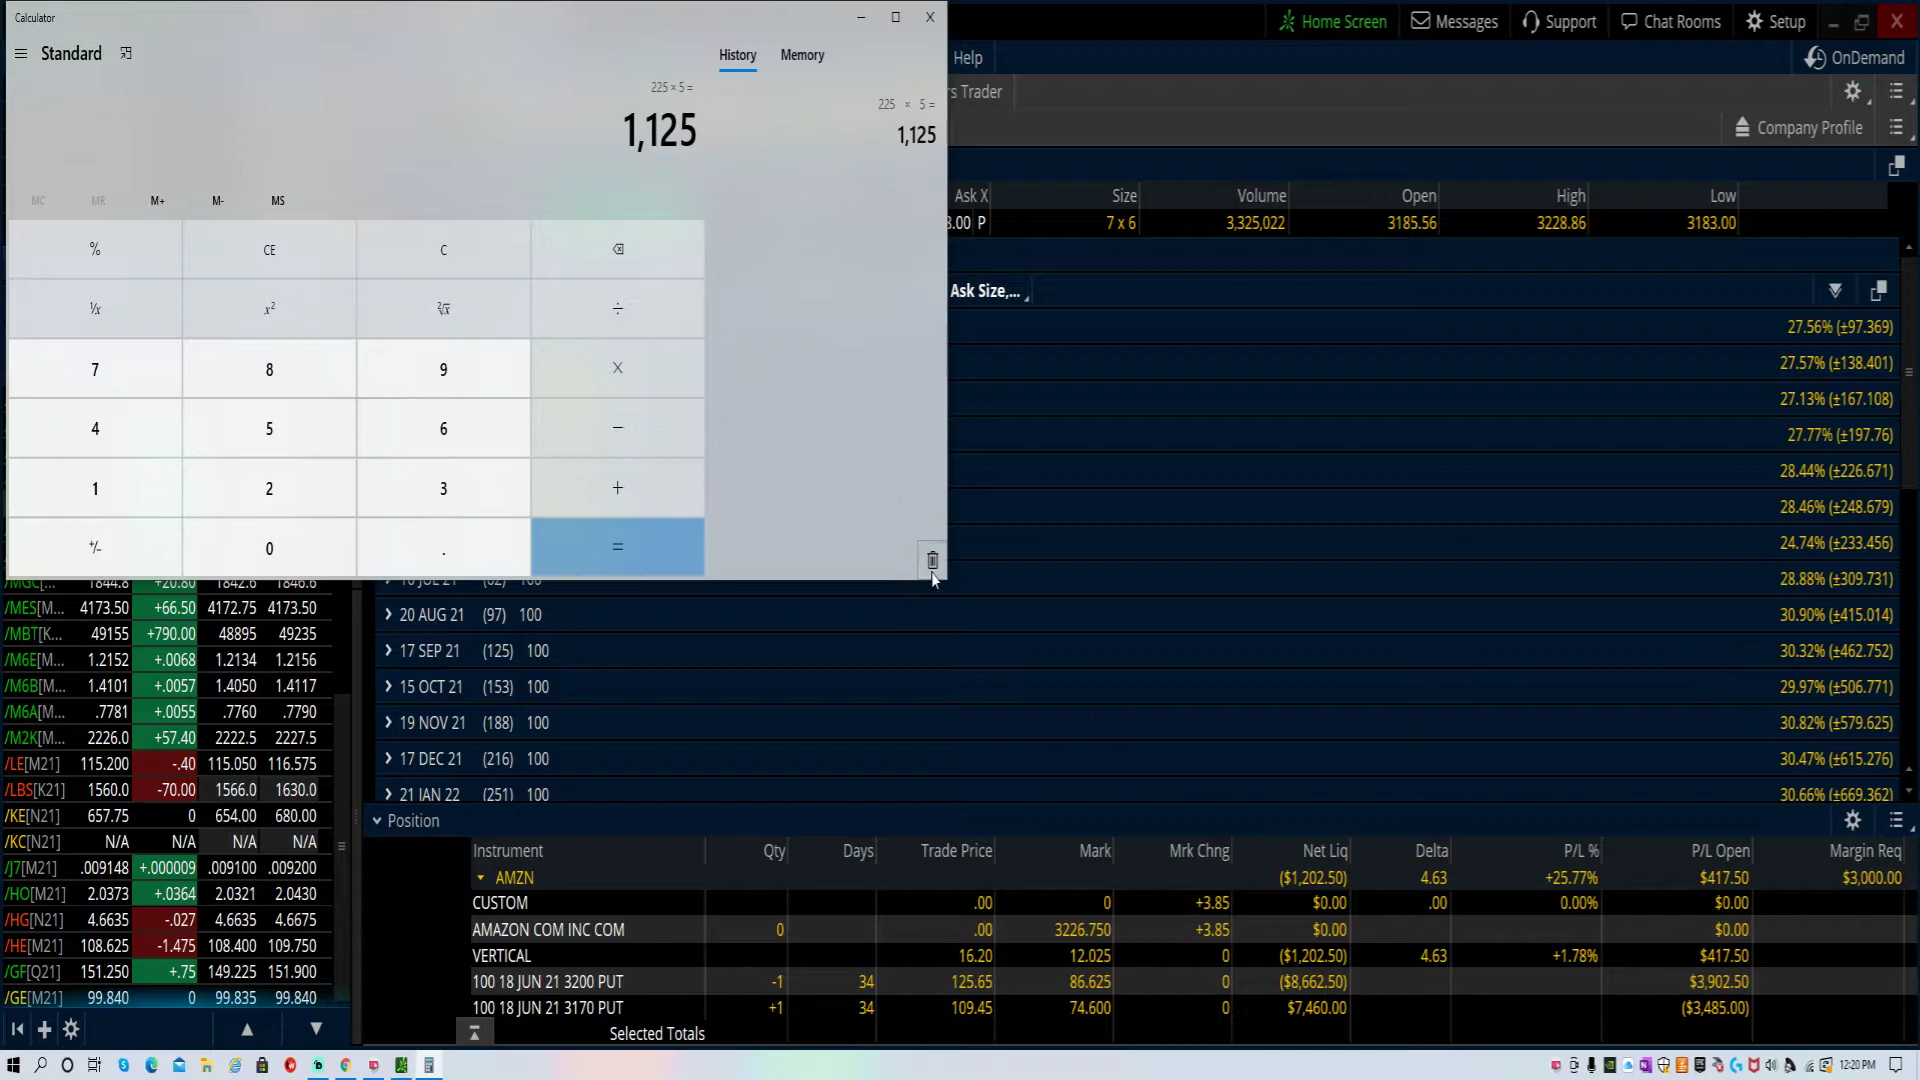 Calculator
Home Screen Messages Support Chat Rooms Setup
Standard
History Memory
Help
OnDemand
225 × 5 =
1,125
225 × 5 =
1,125
rs Trader
Company Profile
MC MR M+ M- MS
Ask X Size Volume Open High Low
3.00 P 7 x 6 3,325,022 3185.56 3228.86 3183.00
% CE C
Ask Size,...
¹/x x² ²√x ÷
27.56% (±97.369)
7 8 9 ×
27.57% (±138.401)
27.13% (±167.108)
4 5 6 −
27.77% (±197.76)
28.44% (±226.671)
1 2 3 +
28.46% (±248.679)
+/− 0 . =
24.74% (±233.456)
/MGC[... 1844.8 +20.80 1842.6 1846.6
16 JUL 21 (62) 100 28.88% (±309.731)
/MES[M... 4173.50 +66.50 4172.75 4173.50
20 AUG 21 (97) 100 30.90% (±415.014)
/MBT[K... 49155 +790.00 48895 49235
17 SEP 21 (125) 100 30.32% (±462.752)
/M6E[M... 1.2152 +.0068 1.2134 1.2156
/M6B[M... 1.4101 +.0057 1.4050 1.4117
15 OCT 21 (153) 100 29.97% (±506.771)
/M6A[M... .7781 +.0055 .7760 .7790
19 NOV 21 (188) 100 30.82% (±579.625)
/M2K[M... 2226.0 +57.40 2222.5 2227.5
17 DEC 21 (216) 100 30.47% (±615.276)
/LE[M21] 115.200 -.40 115.050 116.575
/LBS[K21] 1560.0 -70.00 1566.0 1630.0
21 JAN 22 (251) 100 30.66% (±669.362)
/KE[N21] 657.75 0 654.00 680.00
Position
/KC[N21] N/A N/A N/A N/A
Instrument Qty Days Trade Price Mark Mrk Chng Net Liq Delta P/L % P/L Open Margin Req
/J7[M21] .009148 +.000009 .009100 .009200
AMZN ($1,202.50) 4.63 +25.77% $417.50 $3,000.00
/HO[M21] 2.0373 +.0364 2.0321 2.0430
CUSTOM .00 0 +3.85 $0.00 .00 0.00% $0.00
/HG[N21] 4.6635 -.027 4.6635 4.6675
AMAZON COM INC COM 0 .00 3226.750 +3.85 $0.00 $0.00
/HE[M21] 108.625 -1.475 108.400 109.750
VERTICAL 16.20 12.025 0 ($1,202.50) 4.63 +1.78% $417.50
/GF[Q21] 151.250 +.75 149.225 151.900
100 18 JUN 21 3200 PUT -1 34 125.65 86.625 0 ($8,662.50) $3,902.50
/GE[M21] 99.840 0 99.835 99.840
100 18 JUN 21 3170 PUT +1 34 109.45 74.600 0 $7,460.00 ($3,485.00)
Selected Totals
12:20 PM